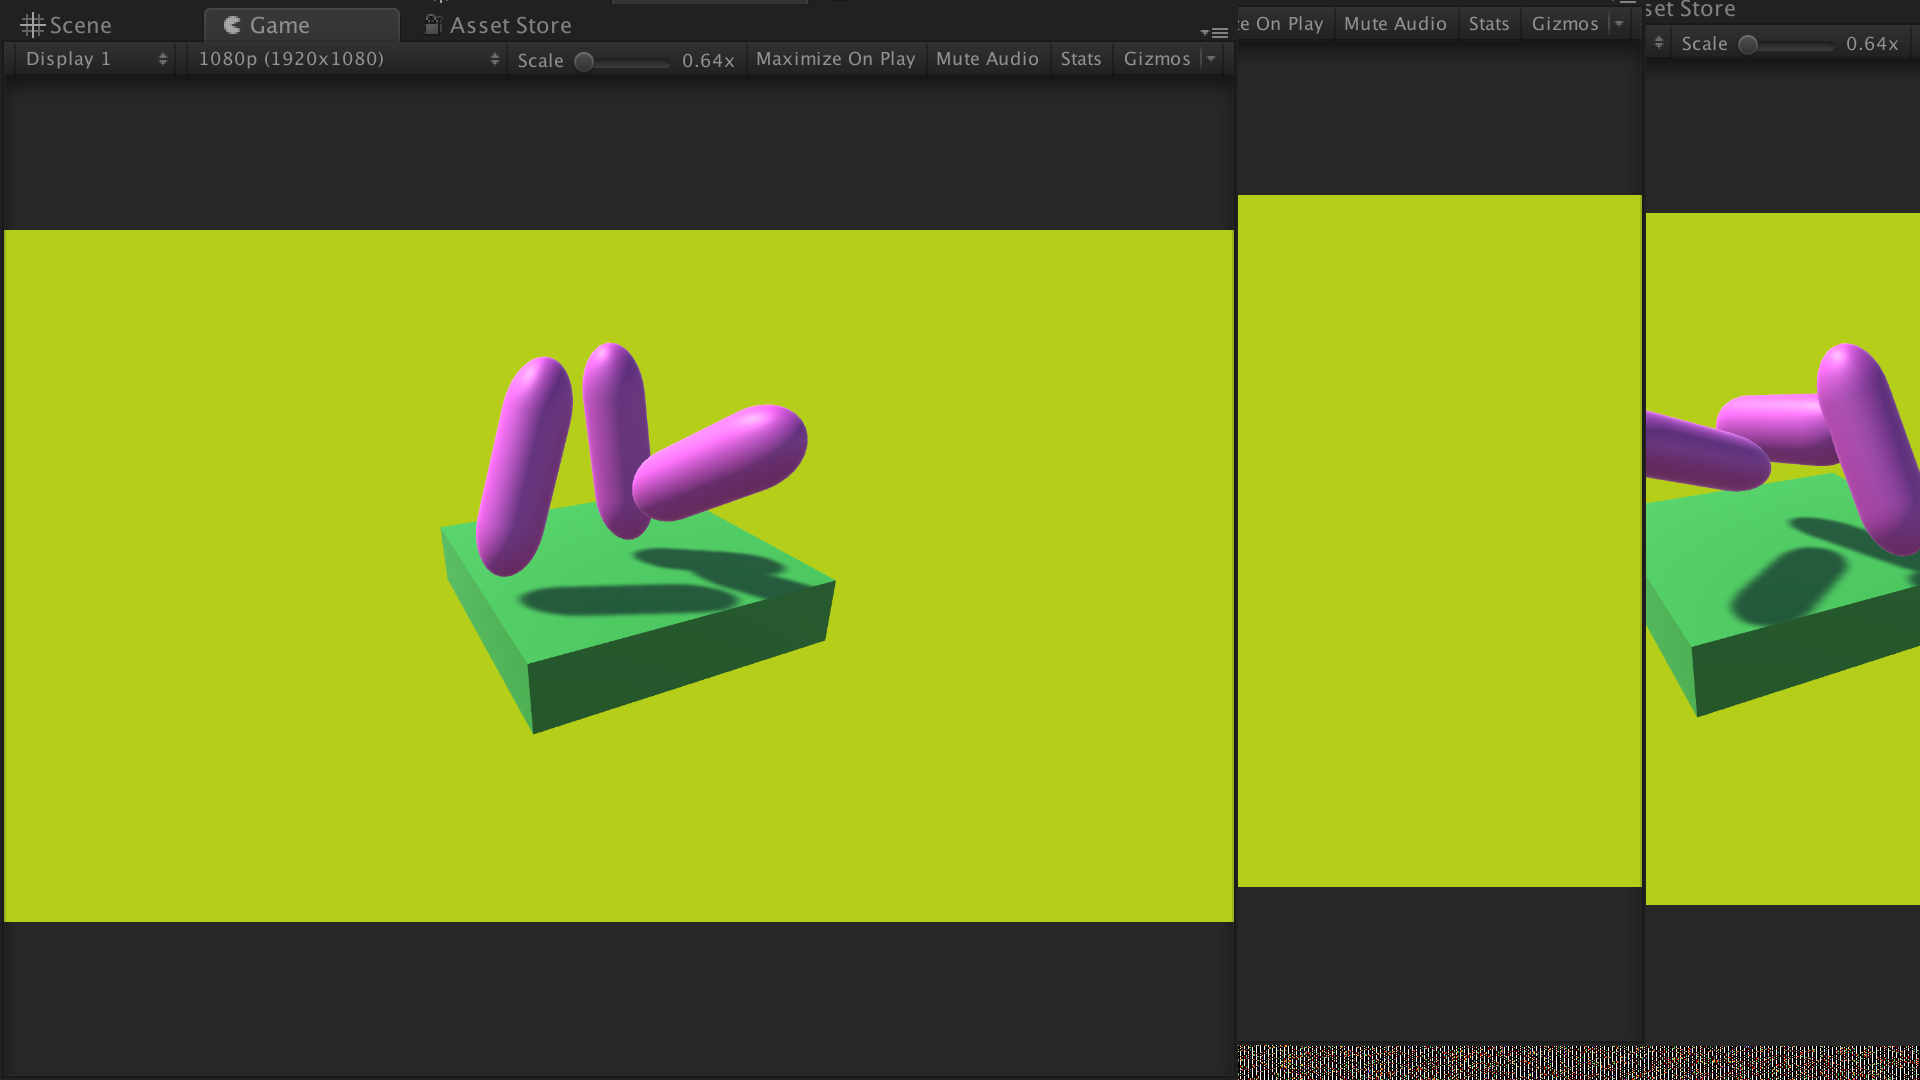 Scene Game Asset Store
Display 1 1080p (1920x1080) Scale 0.64x Maximize On Play Mute Audio Stats Gizmos
On Play Mute Audio Stats Gizmos
Store
Scale 0.64x